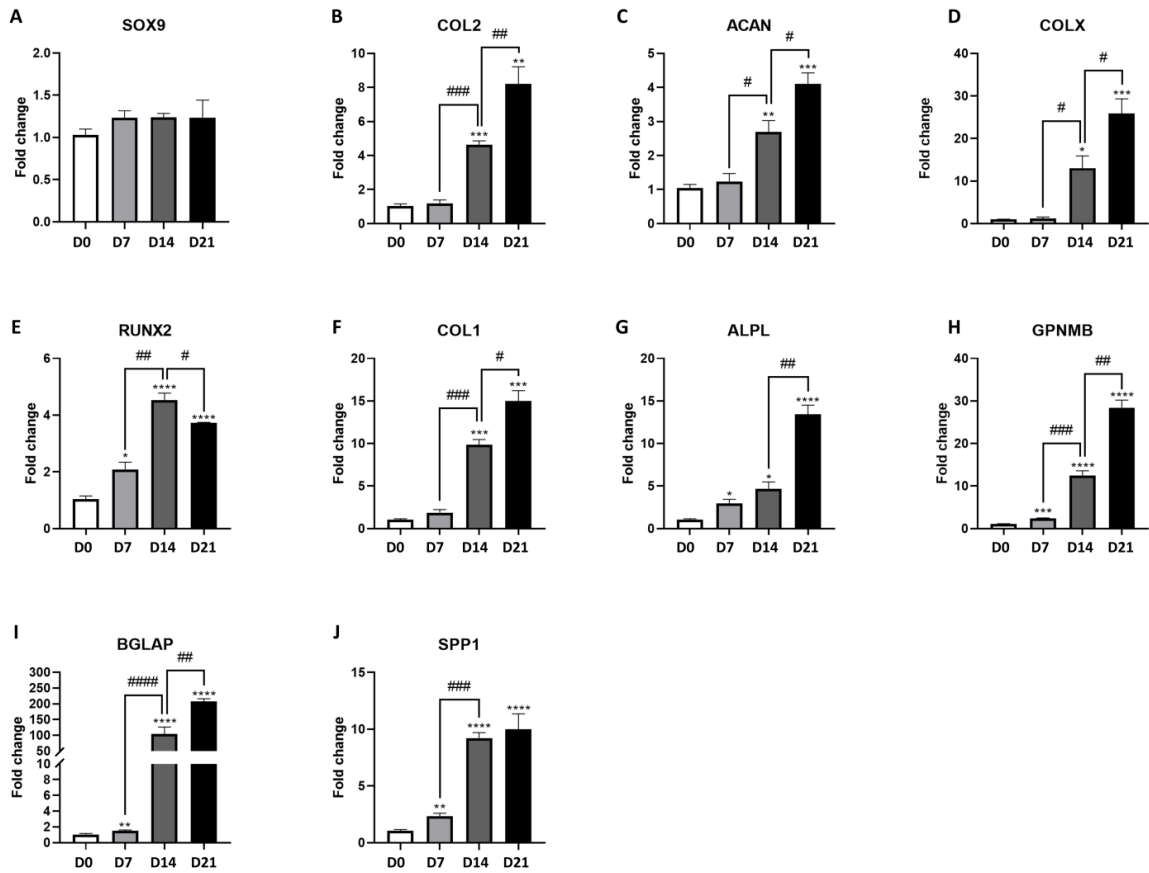 A
SOX9
Fold change
2.0
1.5
1.0
0.5
0.0
D0 D7 D14 D21
B
COL2
##
###
**
***
Fold change
10
8
6
4
2
0
D0 D7 D14 D21
C
ACAN
#
#
***
**
Fold change
5
4
3
2
1
0
D0 D7 D14 D21
D
COLX
#
#
***
*
Fold change
40
30
20
10
0
D0 D7 D14 D21
E
RUNX2
## #
****
****
*
Fold change
6
4
2
0
D0 D7 D14 D21
F
COL1
#
###
***
***
Fold change
20
15
10
5
0
D0 D7 D14 D21
G
ALPL
##
****
* *
Fold change
20
15
10
5
0
D0 D7 D14 D21
H
GPNMB
##
###
****
****
***
Fold change
40
30
20
10
0
D0 D7 D14 D21
I
BGLAP
##
####
****
****
**
Fold change
300
250
200
150
100
50
10
8
6
4
2
0
D0 D7 D14 D21
J
SPP1
###
****
****
**
Fold change
15
10
5
0
D0 D7 D14 D21